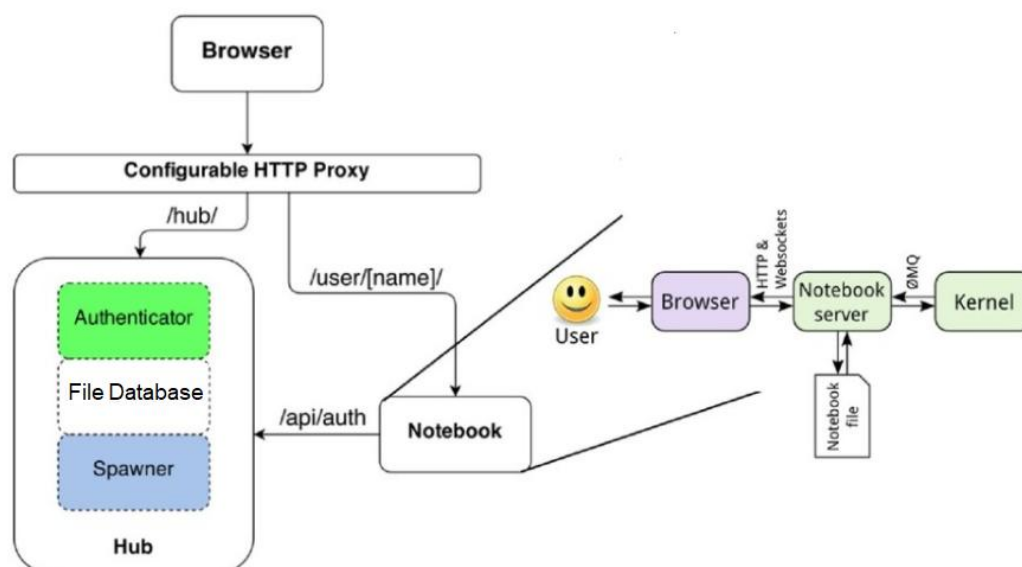 Browser
Configurable HTTP Proxy
/hub/
/user/[name]/
Authenticator
File Database
Spawner
Hub
/api/auth
Notebook
User
Browser
HTTP &
Websockets
Notebook
server
ØMQ
Kernel
Notebook
file